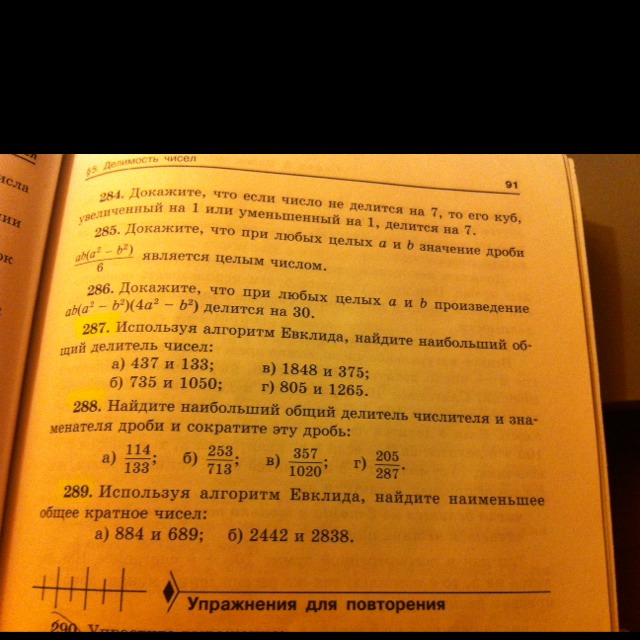 §5. Делимость чисел
91
284. Докажите, что если число не делится на 7, то его куб,
увеличенный на 1 или уменьшенный на 1, делится на 7.
285. Докажите, что при любых целых a и b значение дроби
ab(a² − b²)/6 является целым числом.
286. Докажите, что при любых целых a и b произведение
ab(a² − b²)(4a² − b²) делится на 30.
287. Используя алгоритм Евклида, найдите наибольший об-
щий делитель чисел:
а) 437 и 133; в) 1848 и 375;
б) 735 и 1050; г) 805 и 1265.
288. Найдите наибольший общий делитель числителя и зна-
менателя дроби и сократите эту дробь:
а) 114/133; б) 253/713; в) 357/1020; г) 205/287.
289. Используя алгоритм Евклида, найдите наименьшее
общее кратное чисел:
а) 884 и 689; б) 2442 и 2838.
Упражнения для повторения
290.